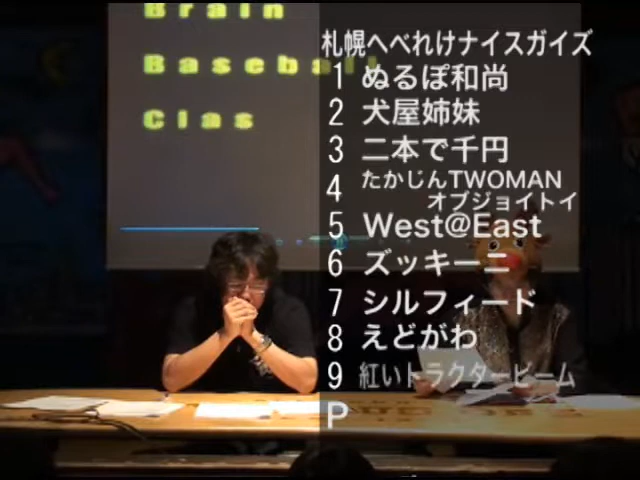 Brain
Baseball
Clas
札幌へべれけナイスガイズ
1 ぬるぽ和尚
2 犬屋姉妹
3 二本で千円
4 たかじんTWOMAN
オブジョイトイ
5 West@East
6 ズッキーニ
7 シルフィード
8 えどがわ
9 紅いトラクタービーム
P